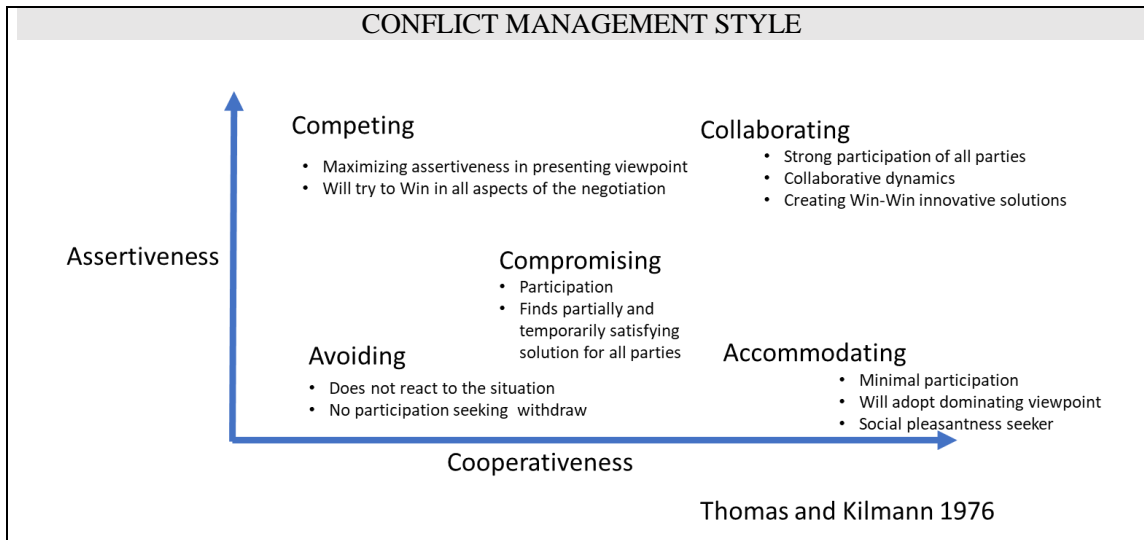 CONFLICT MANAGEMENT STYLE
Competing
• Maximizing assertiveness in presenting viewpoint
• Will try to Win in all aspects of the negotiation
Collaborating
• Strong participation of all parties
• Collaborative dynamics
• Creating Win-Win innovative solutions
Assertiveness
Compromising
• Participation
• Finds partially and
temporarily satisfying
solution for all parties
Avoiding
• Does not react to the situation
• No participation seeking withdraw
Accommodating
• Minimal participation
• Will adopt dominating viewpoint
• Social pleasantness seeker
Cooperativeness
Thomas and Kilmann 1976